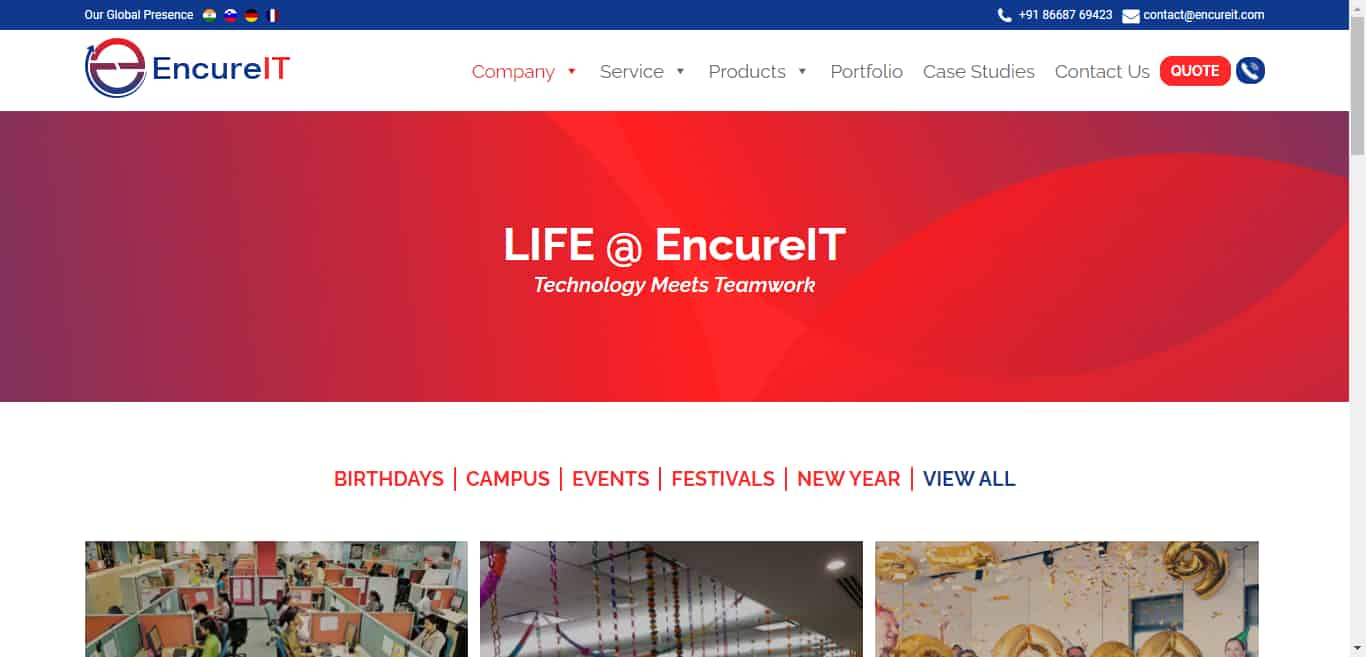 Our Global Presence
+91 86687 69423
contact@encureit.com
EncureIT
Company
Service
Products
Portfolio
Case Studies
Contact Us
QUOTE
LIFE @ EncureIT
Technology Meets Teamwork
BIRTHDAYS | CAMPUS | EVENTS | FESTIVALS | NEW YEAR | VIEW ALL